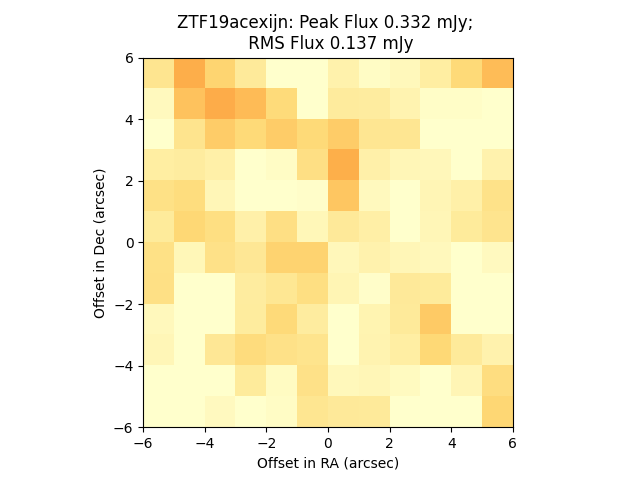 ZTF19acexijn: Peak Flux 0.332 mJy;
RMS Flux 0.137 mJy
6
4
2
0
−2
−4
−6
Offset in Dec (arcsec)
−6 −4 −2 0 2 4 6
Offset in RA (arcsec)